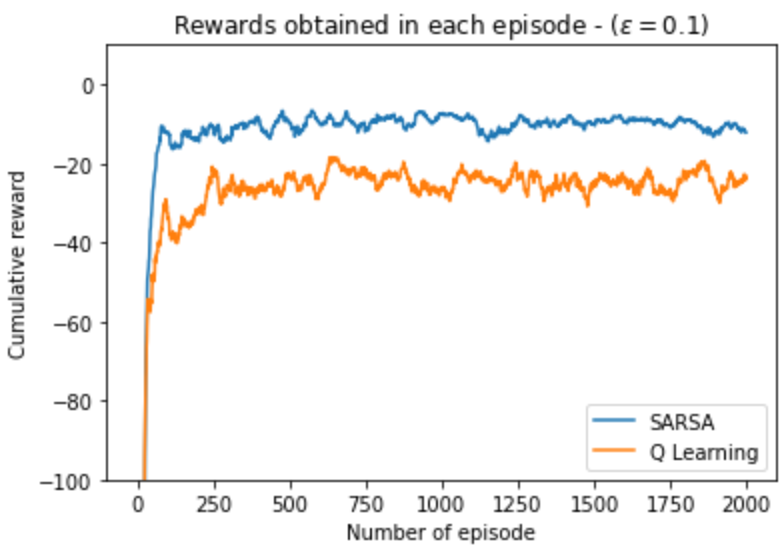 Rewards obtained in each episode - (ε = 0.1)
0
−20
−40
−60
−80
−100
Cumulative reward
SARSA
Q Learning
0 250 500 750 1000 1250 1500 1750 2000
Number of episode